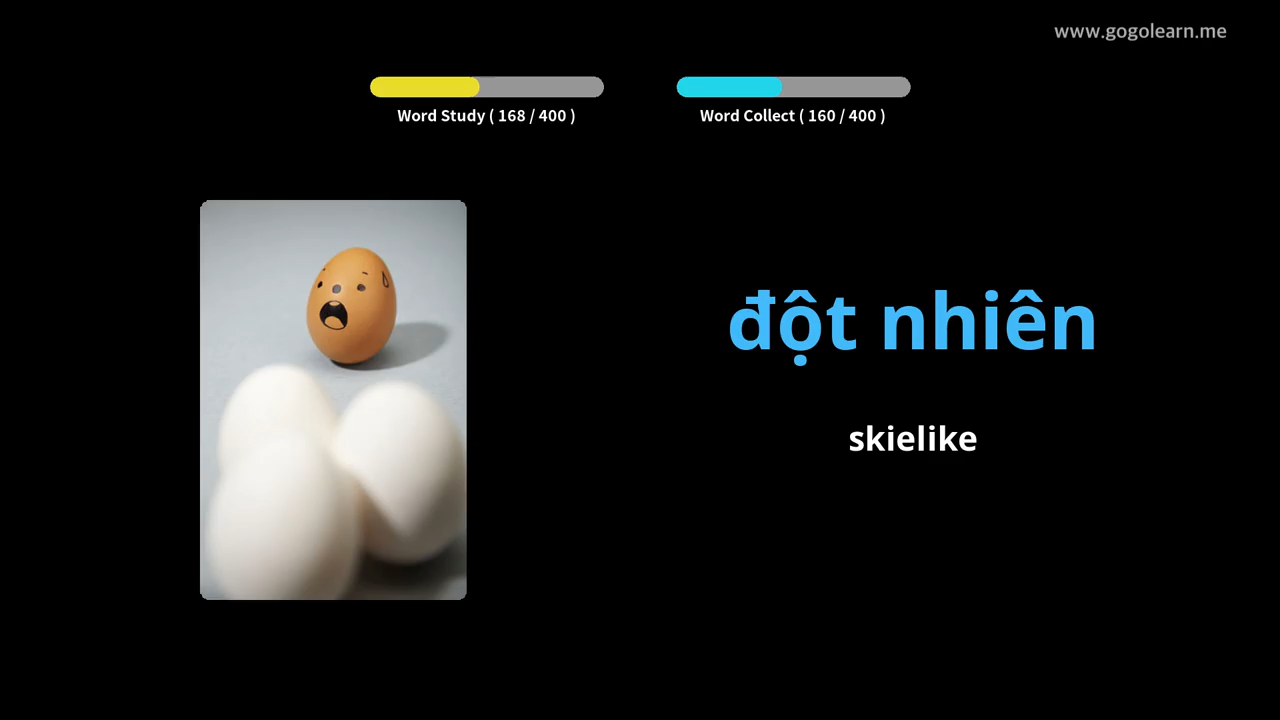 www.gogolearn.me
Word Study ( 168 / 400 )
Word Collect ( 160 / 400 )
đột nhiên
skielike